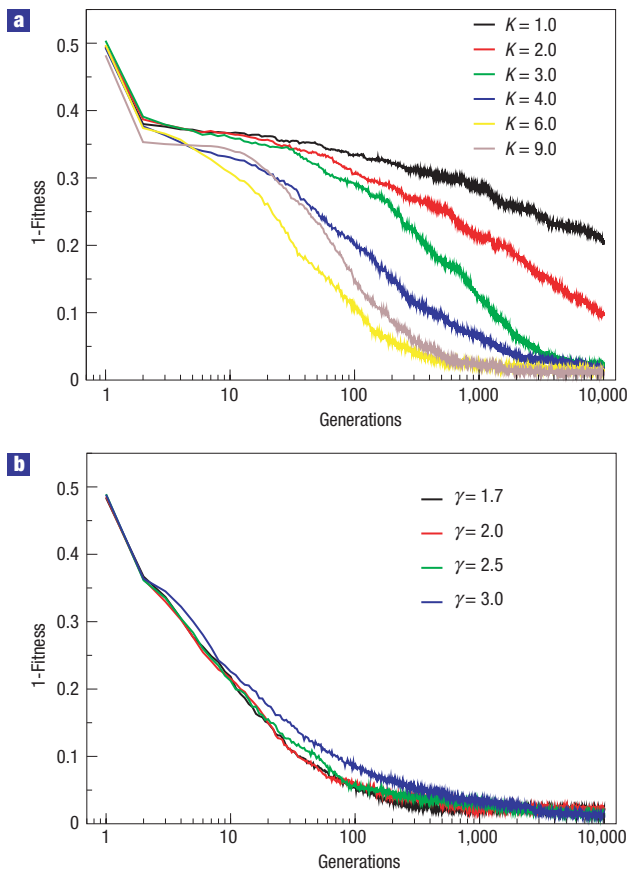 a
0.5
0.4
0.3
0.2
0.1
0
1-Fitness
1 10 100 1,000 10,000
Generations
K = 1.0
K = 2.0
K = 3.0
K = 4.0
K = 6.0
K = 9.0
b
0.5
0.4
0.3
0.2
0.1
0
1-Fitness
1 10 100 1,000 10,000
Generations
γ = 1.7
γ = 2.0
γ = 2.5
γ = 3.0